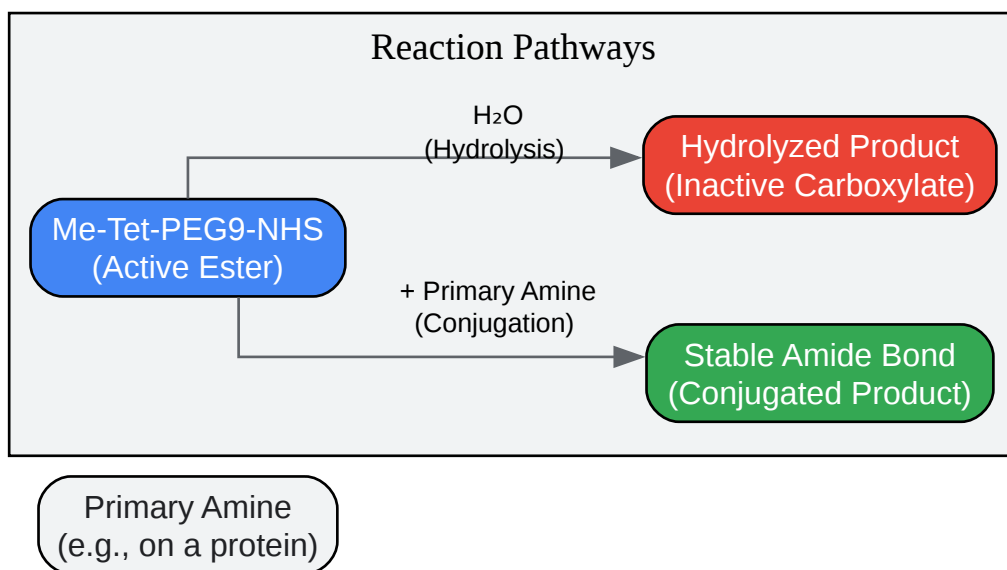 Reaction Pathways
H₂O
(Hydrolysis)
Hydrolyzed Product
(Inactive Carboxylate)
Me-Tet-PEG9-NHS
(Active Ester)
+ Primary Amine
(Conjugation)
Stable Amide Bond
(Conjugated Product)
Primary Amine
(e.g., on a protein)